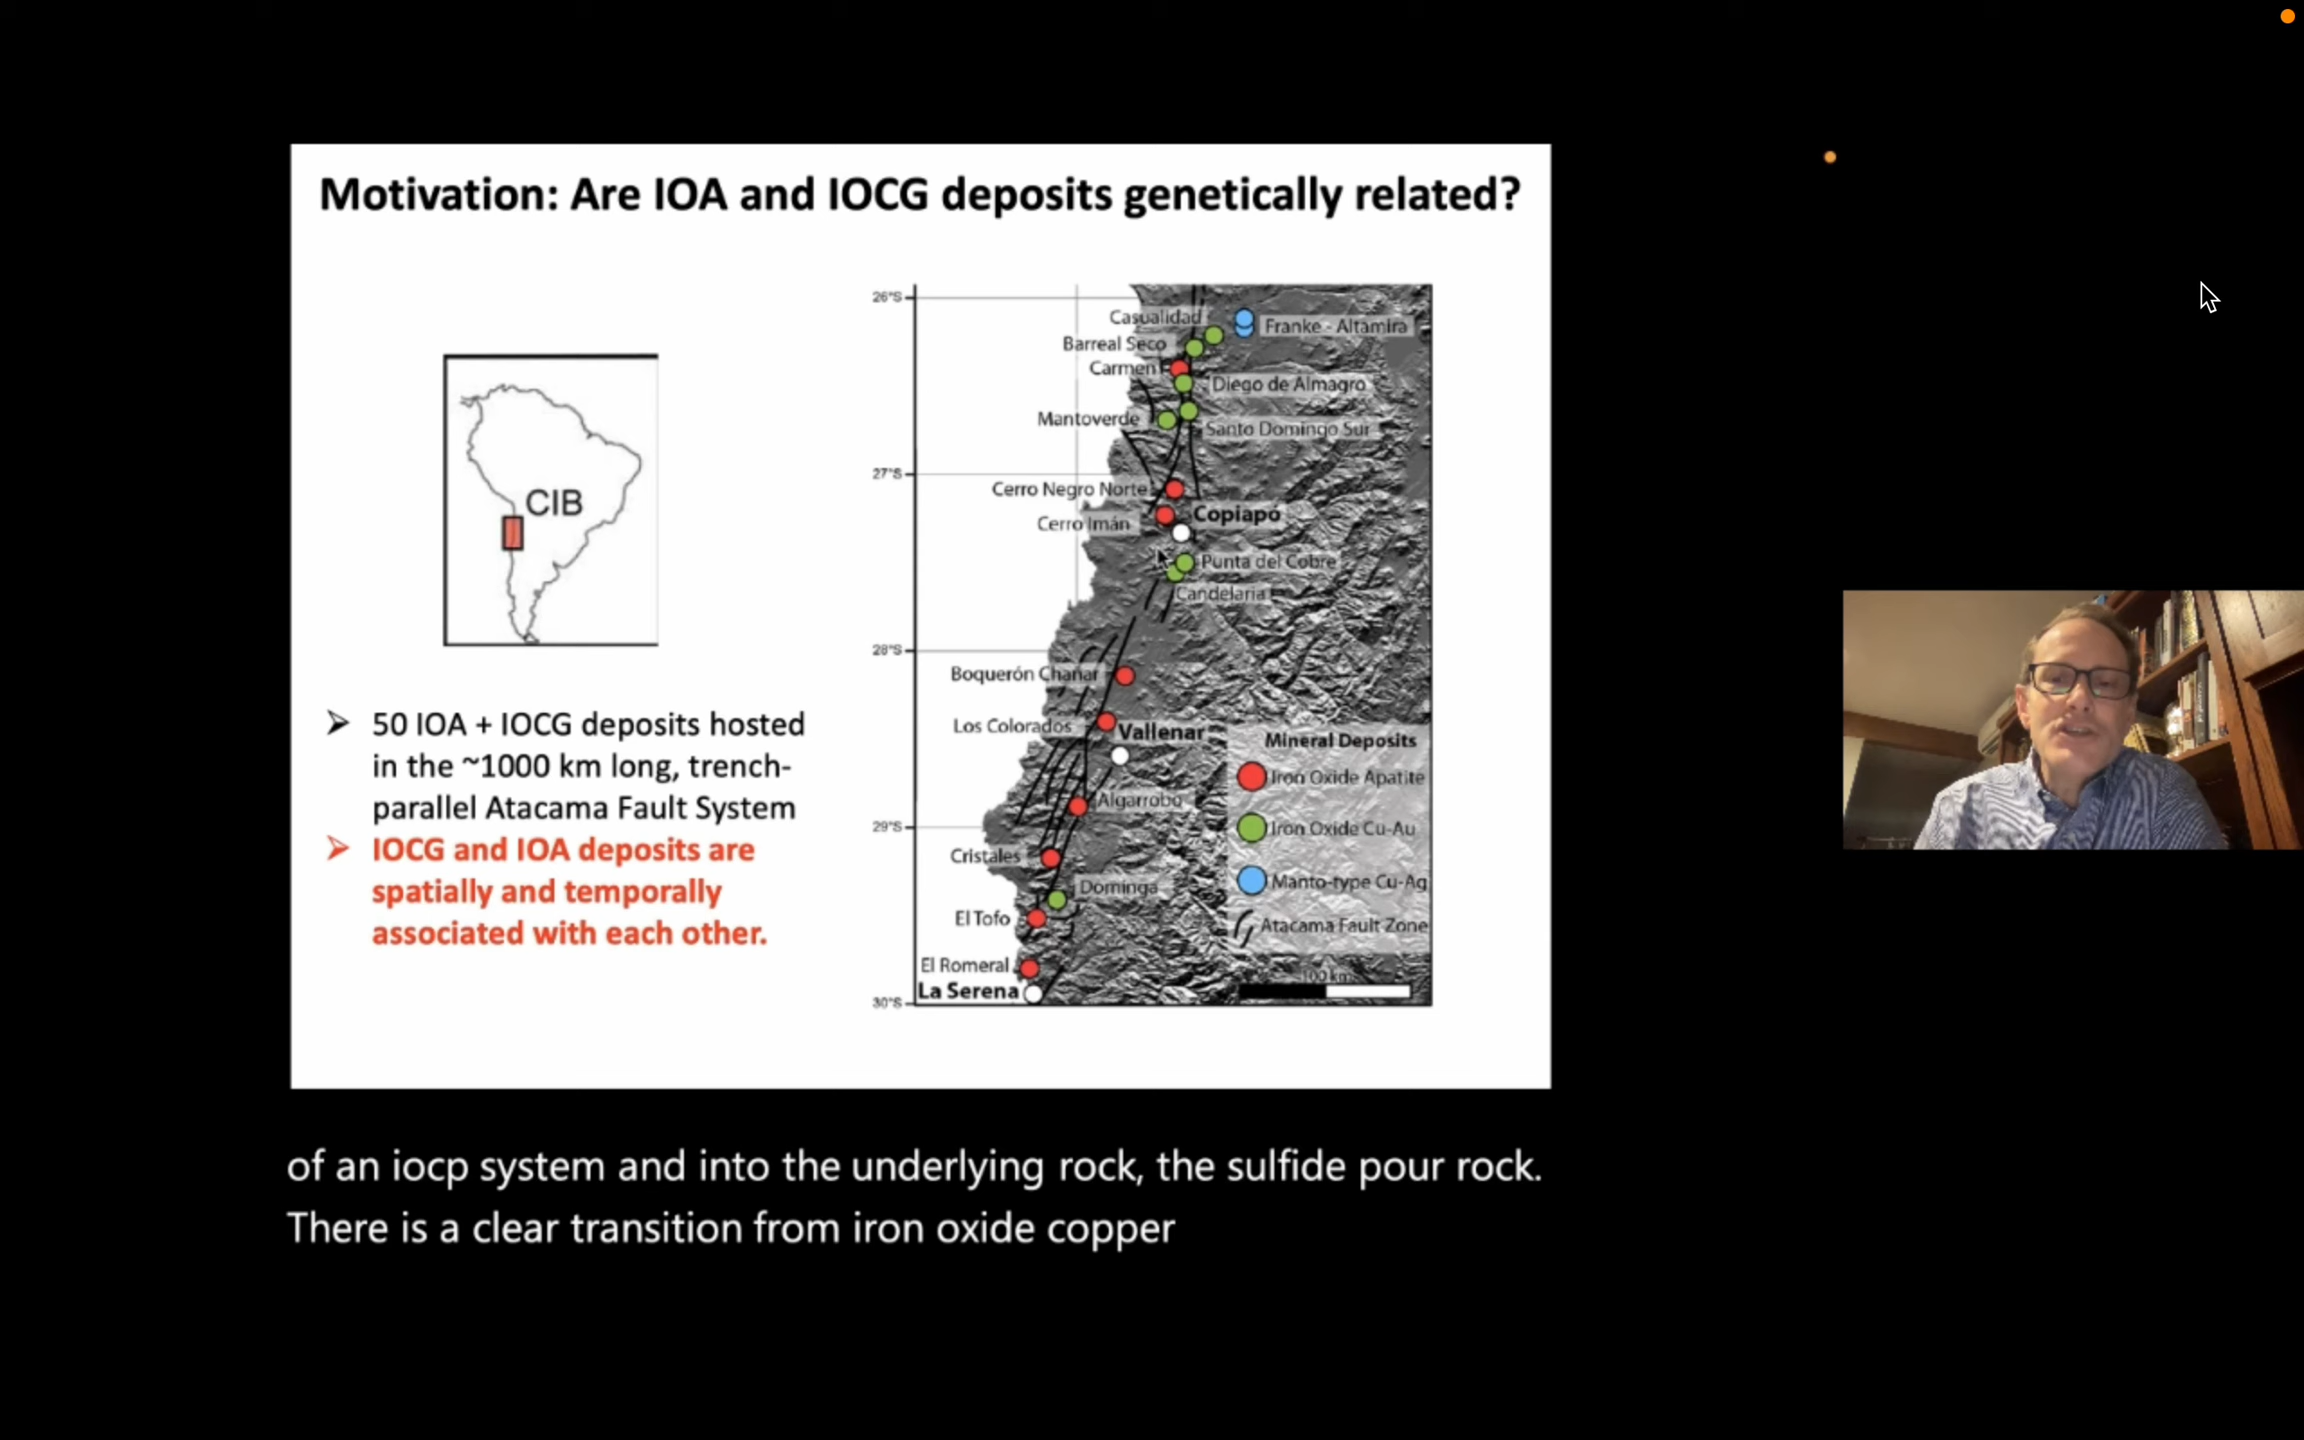 Motivation: Are IOA and IOCG deposits genetically related?
CIB
➢ 50 IOA + IOCG deposits hosted
in the ~1000 km long, trench-
parallel Atacama Fault System
➢ IOCG and IOA deposits are
spatially and temporally
associated with each other.
26°S
Casualidad
Franke - Altamira
Barreal Seco
Carmen
Diego de Almagro
Mantoverde
Santo Domingo Sur
27°S
Cerro Negro Norte
Copiapó
Cerro Imán
Punta del Cobre
Candelaria
28°S
Boquerón Chañar
Los Colorados
Vallenar
Mineral Deposits
Iron Oxide Apatite
Algarrobo
29°S
Iron Oxide Cu-Au
Cristales
Manto-type Cu-Ag
Dominga
El Tofo
Atacama Fault Zone
El Romeral
100 km
La Serena
30°S
of an iocp system and into the underlying rock, the sulfide pour rock.
There is a clear transition from iron oxide copper